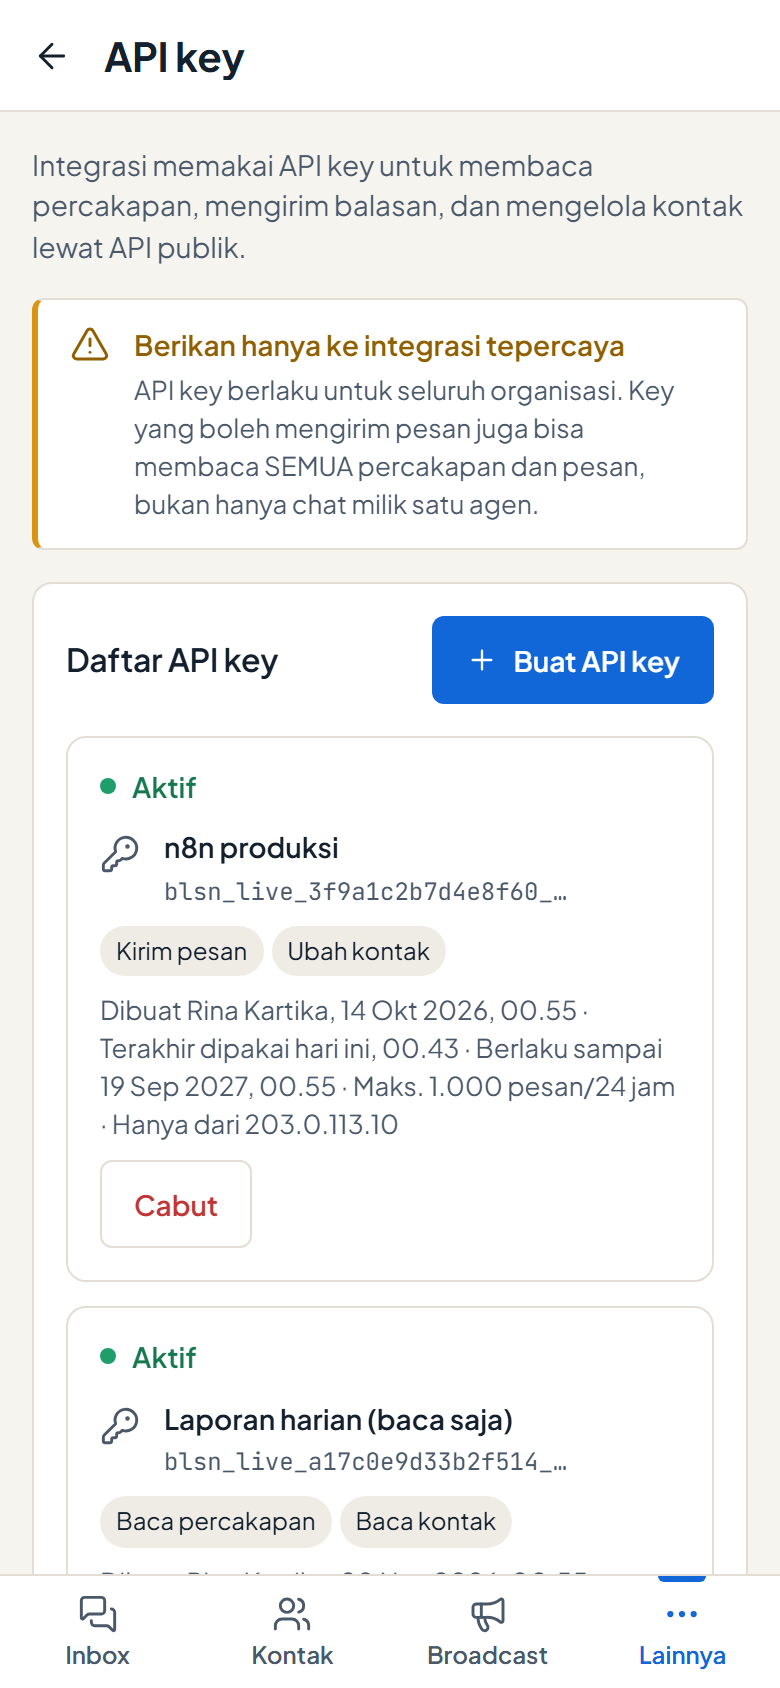 API key
Integrasi memakai API key untuk membaca
percakapan, mengirim balasan, dan mengelola kontak
lewat API publik.
Berikan hanya ke integrasi tepercaya
API key berlaku untuk seluruh organisasi. Key
yang boleh mengirim pesan juga bisa
membaca SEMUA percakapan dan pesan,
bukan hanya chat milik satu agen.
Daftar API key
+ Buat API key
Aktif
n8n produksi
blsn_live_3f9a1c2b7d4e8f60_…
Kirim pesan Ubah kontak
Dibuat Rina Kartika, 14 Okt 2026, 00.55 ·
Terakhir dipakai hari ini, 00.43 · Berlaku sampai
19 Sep 2027, 00.55 · Maks. 1.000 pesan/24 jam
· Hanya dari 203.0.113.10
Cabut
Aktif
Laporan harian (baca saja)
blsn_live_a17c0e9d33b2f514_…
Baca percakapan Baca kontak
Inbox Kontak Broadcast Lainnya